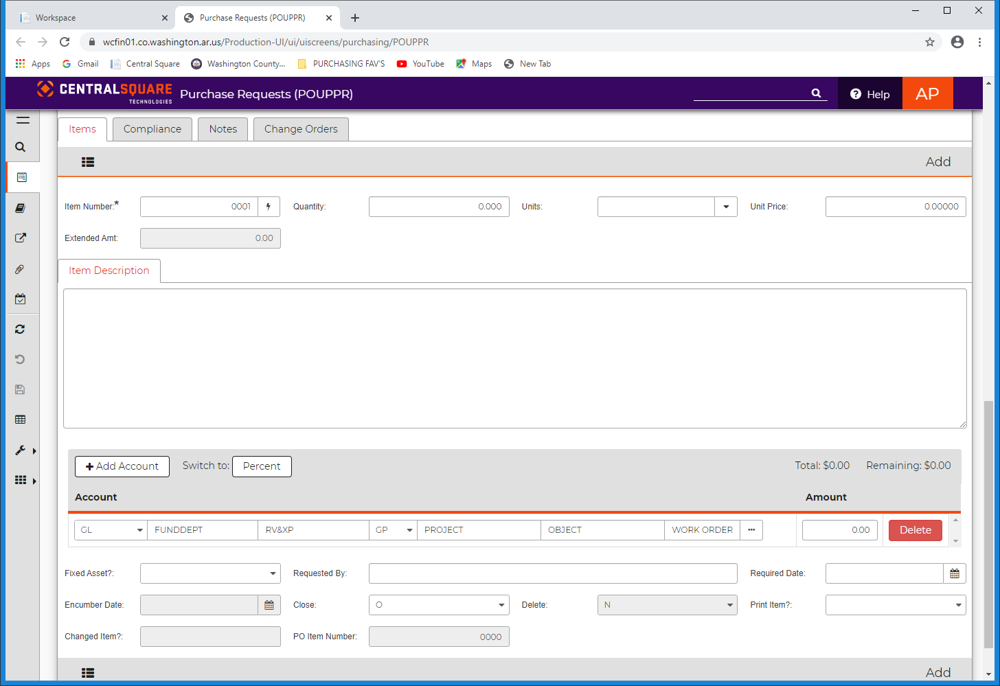 Workspace
Purchase Requests (POUPPR)
wcfin01.co.washington.ar.us/Production-UI/ui/uiscreens/purchasing/POUPPR
Apps Gmail Central Square Washington County... PURCHASING FAV'S YouTube Maps New Tab
CENTRALSQUARE TECHNOLOGIES Purchase Requests (POUPPR) Help AP
Items Compliance Notes Change Orders
Add
Item Number:* 0001 Quantity: 0.000 Units: Unit Price: 0.00000
Extended Amt: 0.00
Item Description
Add Account Switch to: Percent Total: $0.00 Remaining: $0.00
Account Amount
GL FUNDDEPT RV&XP GP PROJECT OBJECT WORK ORDER ... 0.00 Delete
Fixed Asset?: Requested By: Required Date:
Encumber Date: Close: O Delete: N Print Item?:
Changed Item?: PO Item Number: 0000
Add